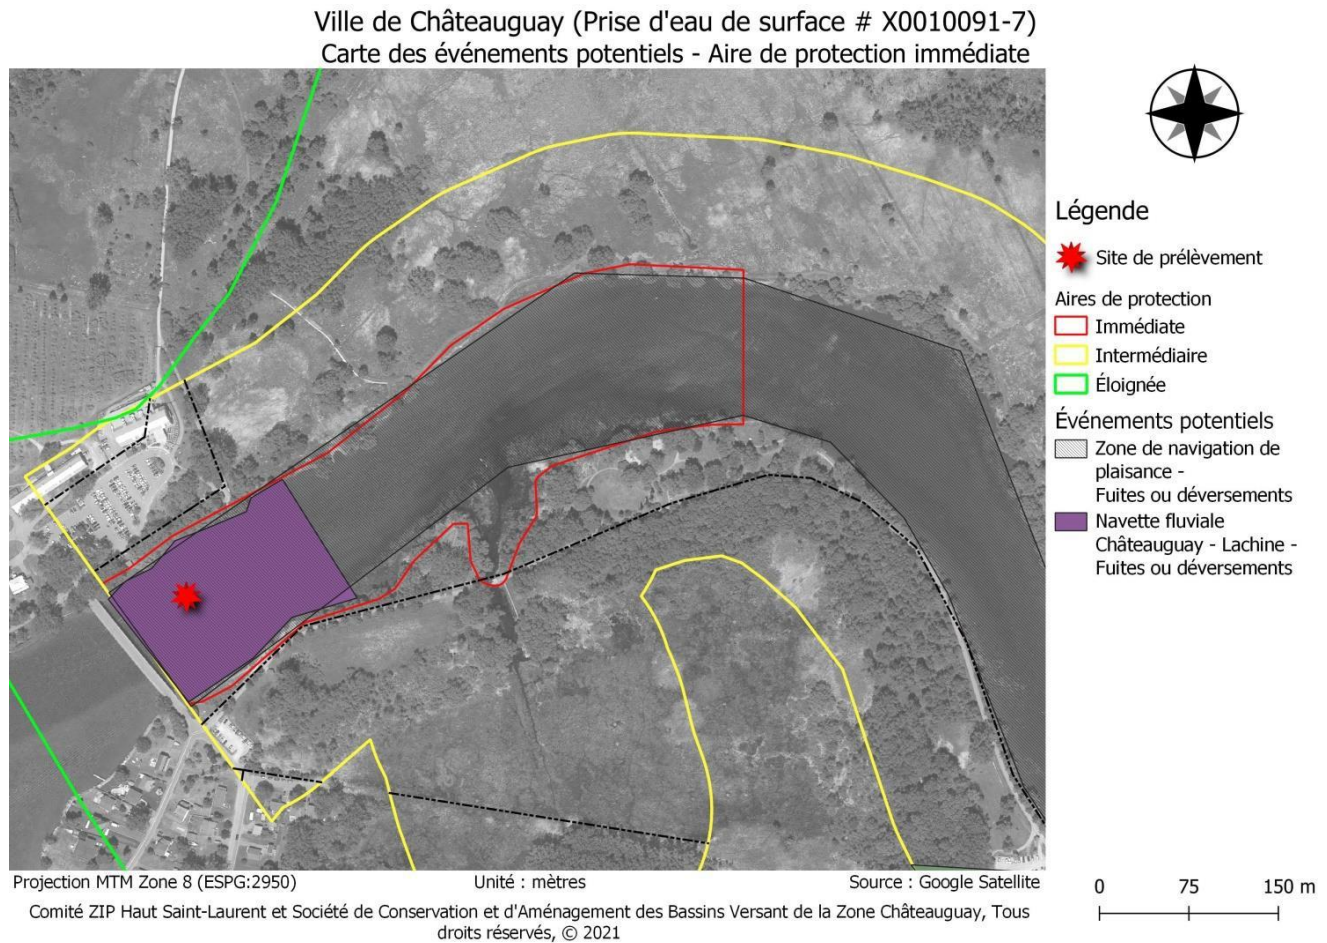 Ville de Châteauguay (Prise d'eau de surface # X0010091-7)
Carte des événements potentiels - Aire de protection immédiate
Légende
Site de prélèvement
Aires de protection
Immédiate
Intermédiaire
Éloignée
Événements potentiels
Zone de navigation de
plaisance -
Fuites ou déversements
Navette fluviale
Châteauguay - Lachine -
Fuites ou déversements
Projection MTM Zone 8 (ESPG:2950)
Unité : mètres
Source : Google Satellite
0 75 150 m
Comité ZIP Haut Saint-Laurent et Société de Conservation et d'Aménagement des Bassins Versant de la Zone Châteauguay, Tous
droits réservés, © 2021